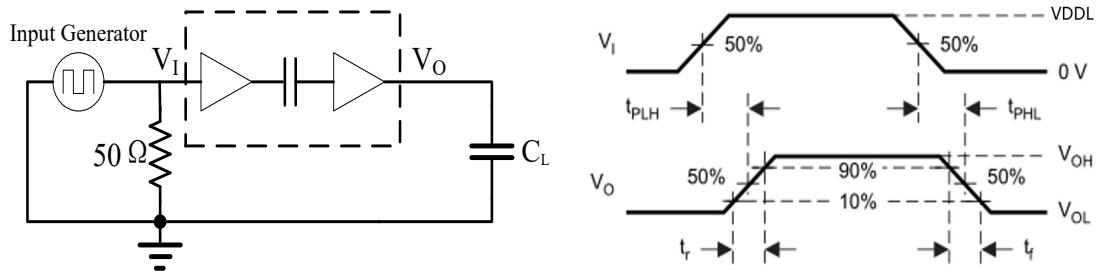 Input Generator
V_I
V_O
50 Ω
C_L
V_I
50%
50%
VDDL
0 V
t_PLH
t_PHL
V_O
50%
90%
50%
10%
V_OH
V_OL
t_r
t_f